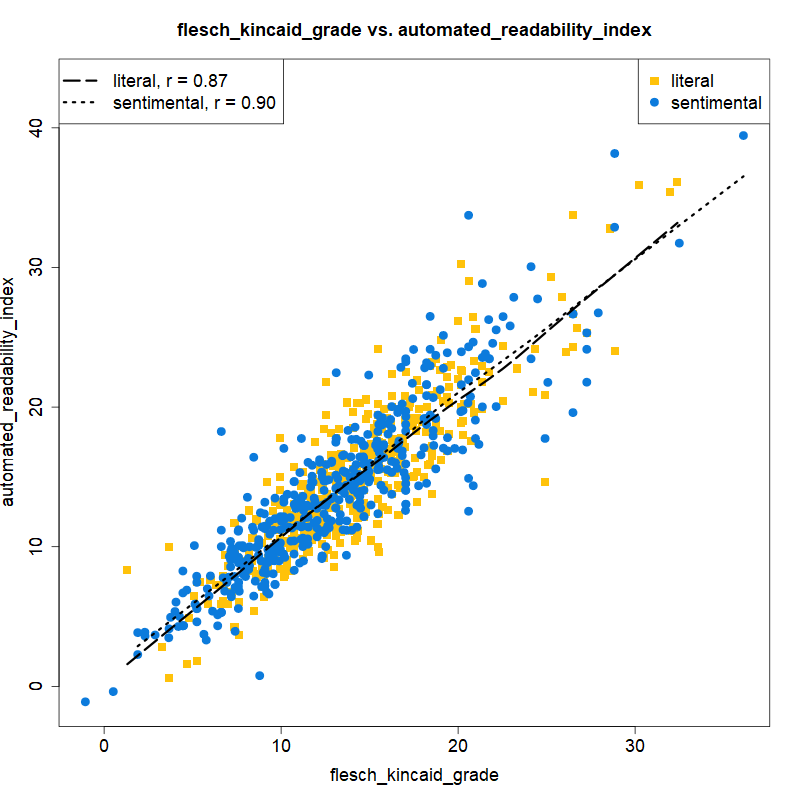 flesch_kincaid_grade vs. automated_readability_index
literal, r = 0.87
sentimental, r = 0.90
literal
sentimental
automated_readability_index
40
30
20
10
0
0 10 20 30
flesch_kincaid_grade